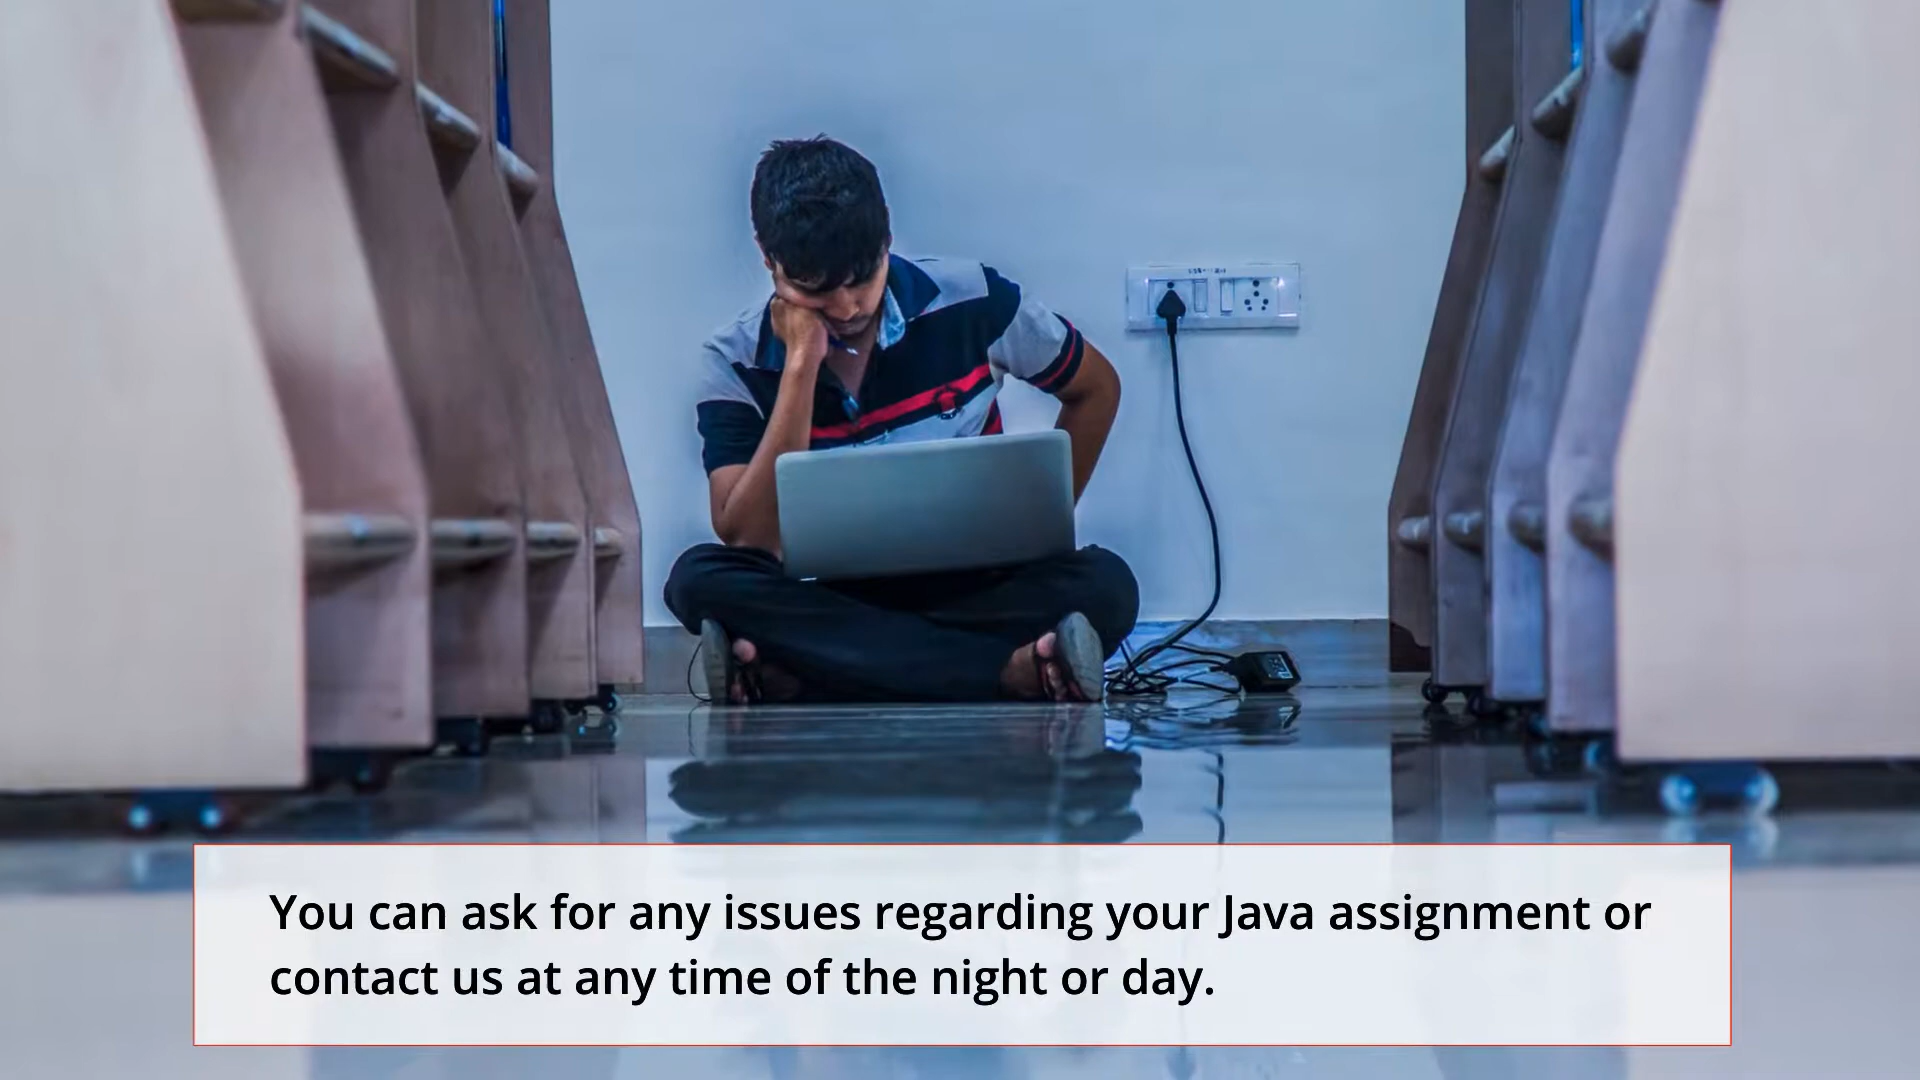 You can ask for any issues regarding your Java assignment or
contact us at any time of the night or day.